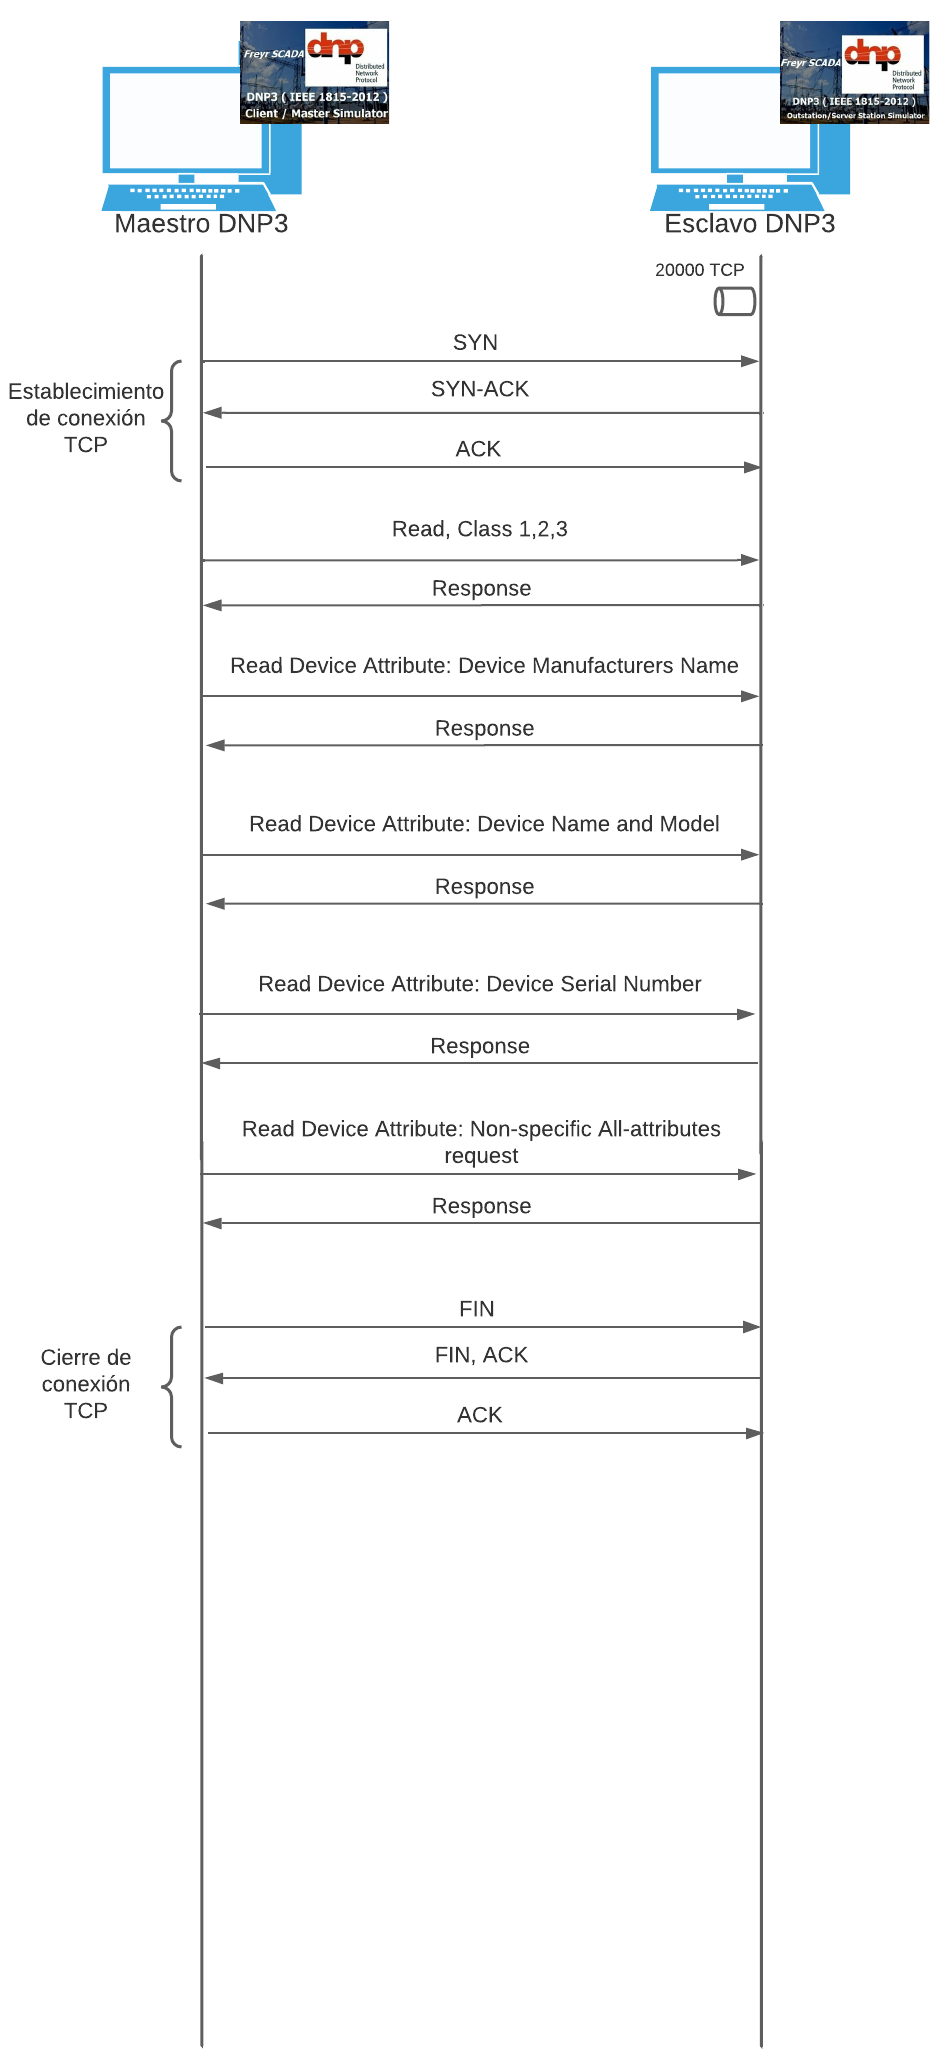 Freyr SCADA
dnp
Distributed
Network
Protocol
DNP3 ( IEEE 1815-2012 )
Client / Master Simulator
Freyr SCADA
dnp
Distributed
Network
Protocol
DNP3 ( IEEE 1815-2012 )
Outstation/Server Station Simulator
Maestro DNP3
Esclavo DNP3
20000 TCP
SYN
Establecimiento
de conexión
TCP
SYN-ACK
ACK
Read, Class 1,2,3
Response
Read Device Attribute: Device Manufacturers Name
Response
Read Device Attribute: Device Name and Model
Response
Read Device Attribute: Device Serial Number
Response
Read Device Attribute: Non-specific All-attributes
request
Response
FIN
Cierre de
conexión
TCP
FIN, ACK
ACK